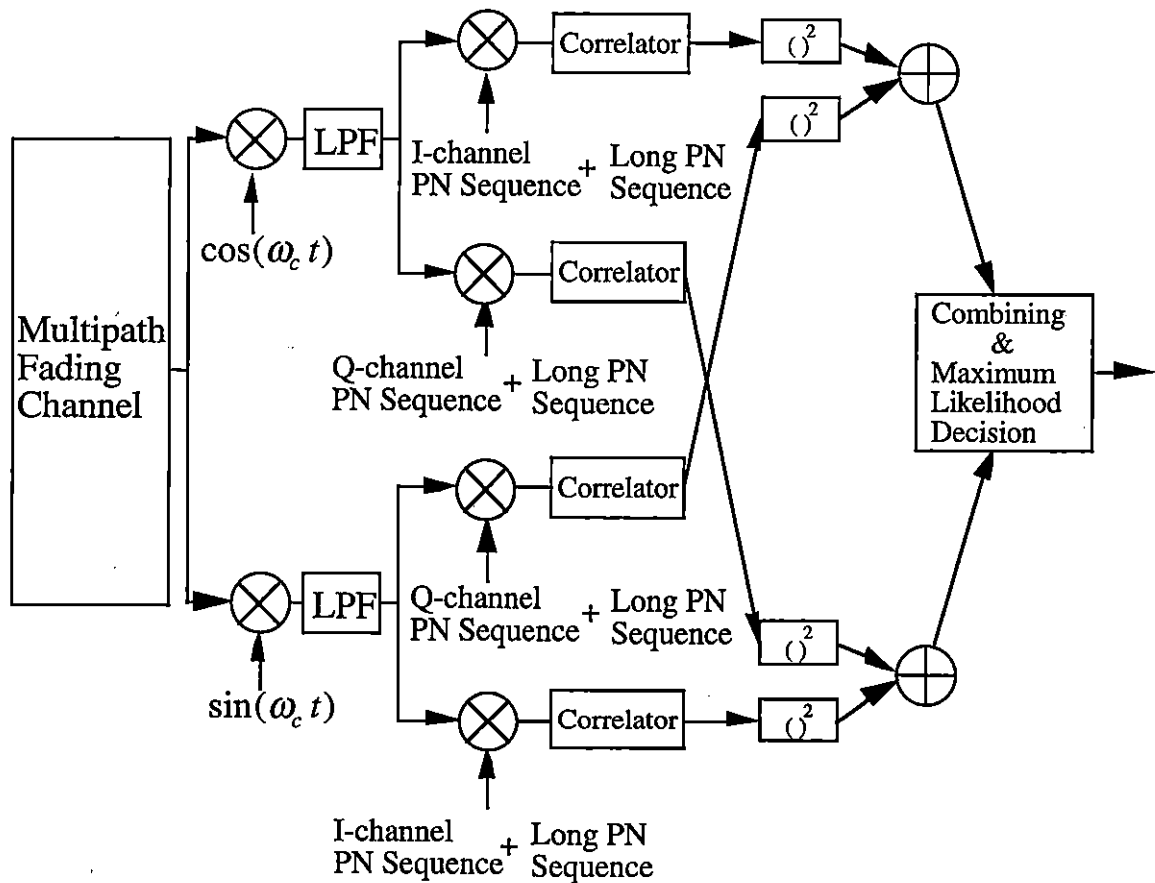 Multipath
Fading
Channel
cos(ω_c t)
sin(ω_c t)
LPF
LPF
I-channel
PN Sequence + Long PN
Sequence
Q-channel
PN Sequence + Long PN
Sequence
Q-channel
PN Sequence + Long PN
Sequence
I-channel
PN Sequence + Long PN
Sequence
Correlator
Correlator
Correlator
Correlator
( )²
( )²
( )²
( )²
Combining
&
Maximum
Likelihood
Decision